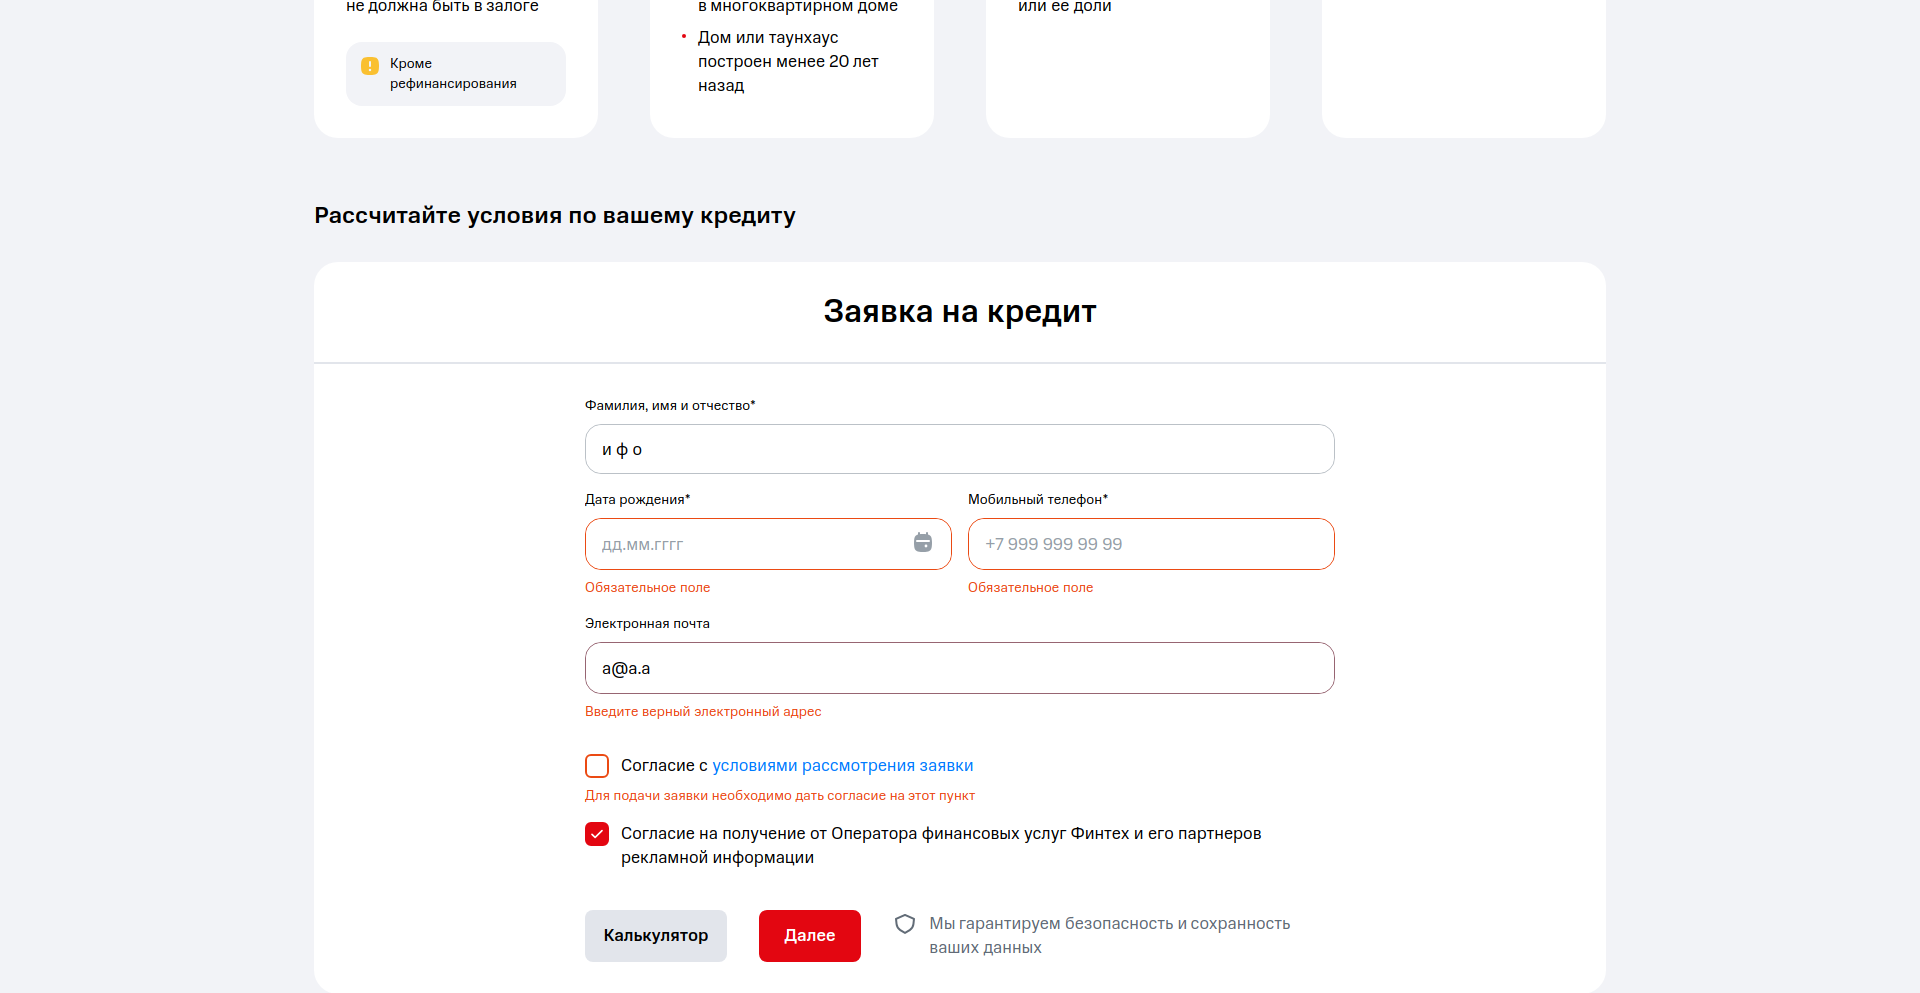 не должна быть в залоге
Кроме
рефинансирования
в многоквартирном доме
Дом или таунхаус
построен менее 20 лет
назад
или ее доли
Рассчитайте условия по вашему кредиту
Заявка на кредит
Фамилия, имя и отчество*
и ф о
Дата рождения*
Мобильный телефон*
дд.мм.гггг
+7 999 999 99 99
Обязательное поле
Обязательное поле
Электронная почта
a@a.a
Введите верный электронный адрес
Согласие с условиями рассмотрения заявки
Для подачи заявки необходимо дать согласие на этот пункт
Согласие на получение от Оператора финансовых услуг Финтех и его партнеров
рекламной информации
Калькулятор
Далее
Мы гарантируем безопасность и сохранность
ваших данных